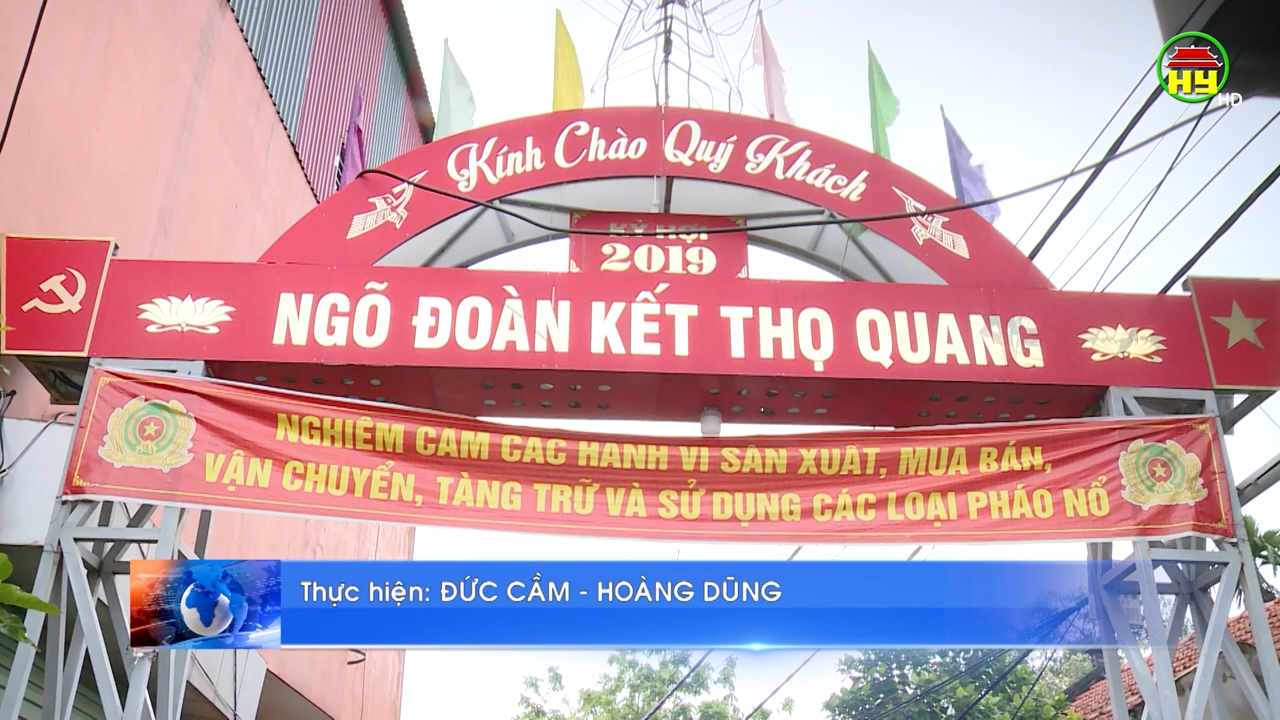 HY
HD
Kính Chào Quý Khách
KỶ HỢI
2019
NGÕ ĐOÀN KẾT THỌ QUANG
NGHIÊM CẤM CÁC HÀNH VI SẢN XUẤT, MUA BÁN,
VẬN CHUYỂN, TÀNG TRỮ VÀ SỬ DỤNG CÁC LOẠI PHÁO NỔ
Thực hiện: ĐỨC CẦM - HOÀNG DŨNG